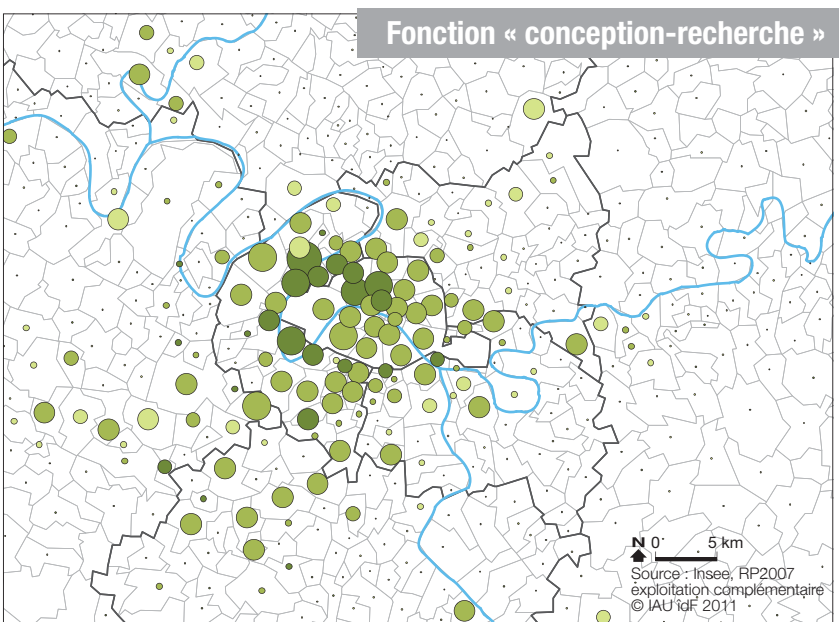 Fonction « conception-recherche »
N 0 5 km
Source : Insee, RP2007
exploitation complémentaire
© IAU îdF 2011